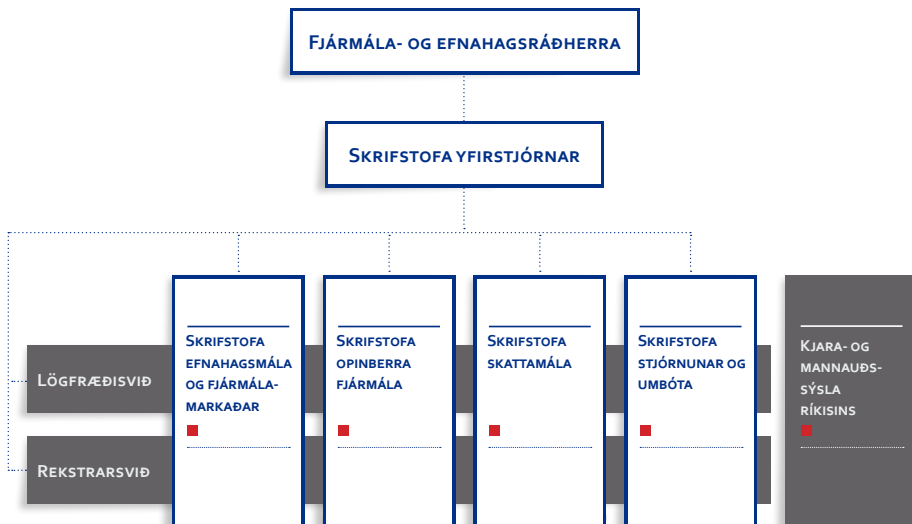 Fjármála- og efnahagsráðherra
Skrifstofa yfirstjórnar
Skrifstofa
efnahagsmála
og fjármála-
markaðar
Skrifstofa
opinberra
fjármála
Skrifstofa
skattamála
Skrifstofa
stjórnunar og
umbóta
Kjara- og
mannauðs-
sýsla
ríkisins
Lögfræðisvið
Rekstrarsvið